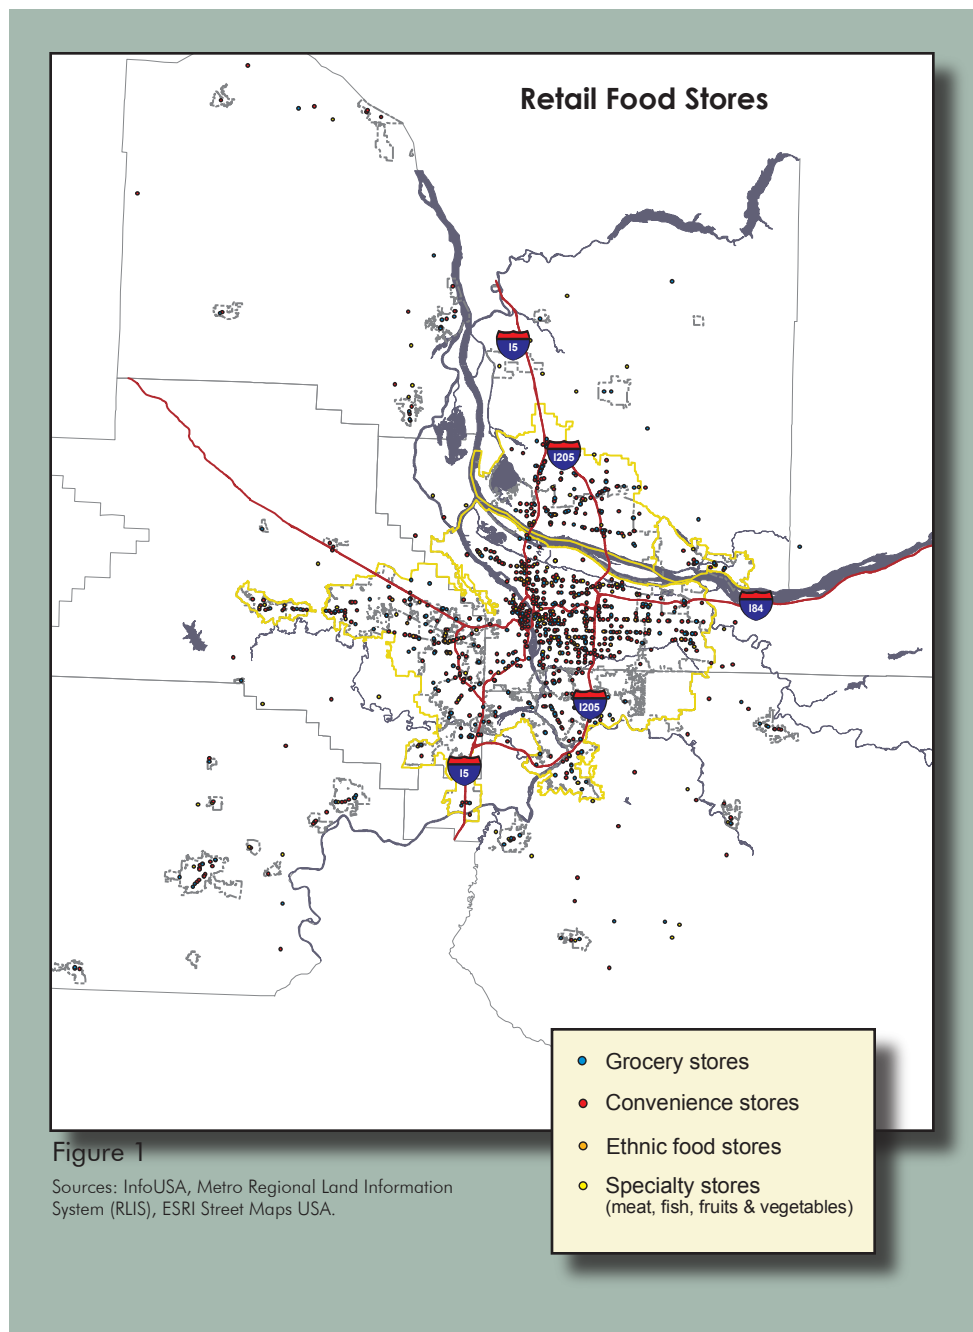 Retail Food Stores
I5
I205
I84
I205
I5
Grocery stores
Convenience stores
Ethnic food stores
Specialty stores
(meat, fish, fruits & vegetables)
Figure 1
Sources: InfoUSA, Metro Regional Land Information
System (RLIS), ESRI Street Maps USA.